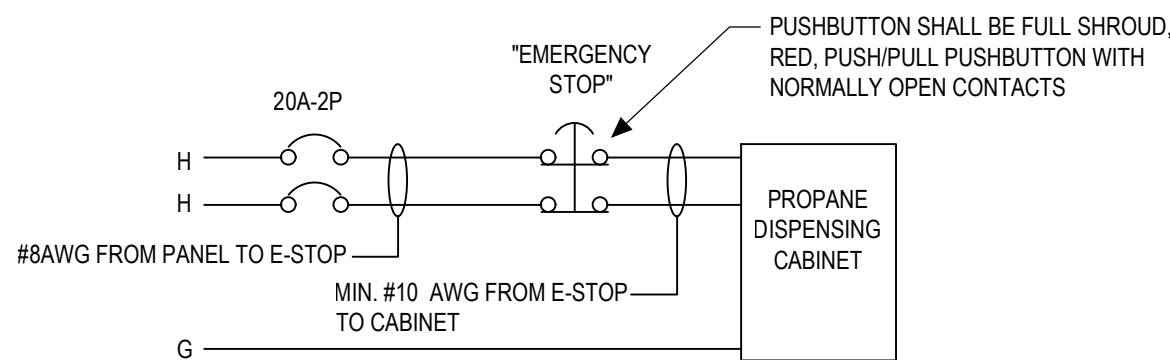 PUSHBUTTON SHALL BE FULL SHROUD,
RED, PUSH/PULL PUSHBUTTON WITH
NORMALLY OPEN CONTACTS
"EMERGENCY
STOP"
20A-2P
H
H
PROPANE
DISPENSING
CABINET
#8AWG FROM PANEL TO E-STOP
MIN. #10 AWG FROM E-STOP
TO CABINET
G